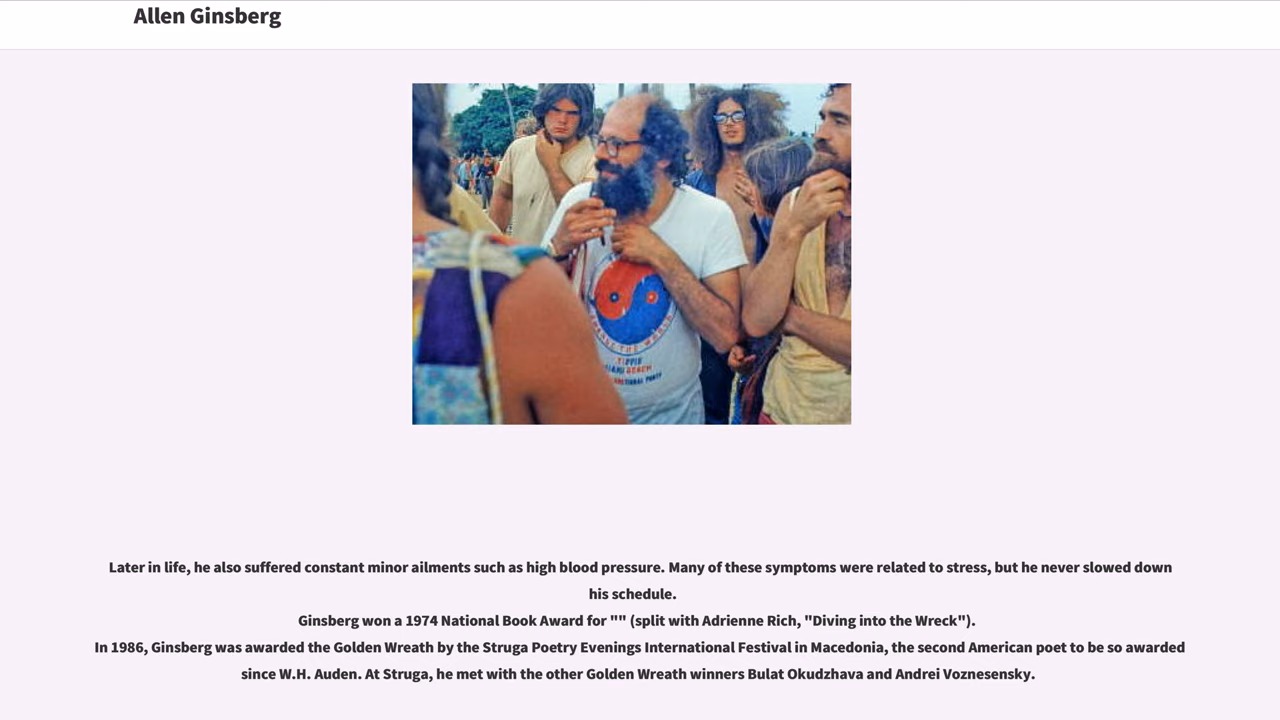 Allen Ginsberg
YIPPIE
Later in life, he also suffered constant minor ailments such as high blood pressure. Many of these symptoms were related to stress, but he never slowed down
his schedule.
Ginsberg won a 1974 National Book Award for "" (split with Adrienne Rich, "Diving into the Wreck").
In 1986, Ginsberg was awarded the Golden Wreath by the Struga Poetry Evenings International Festival in Macedonia, the second American poet to be so awarded
since W.H. Auden. At Struga, he met with the other Golden Wreath winners Bulat Okudzhava and Andrei Voznesensky.